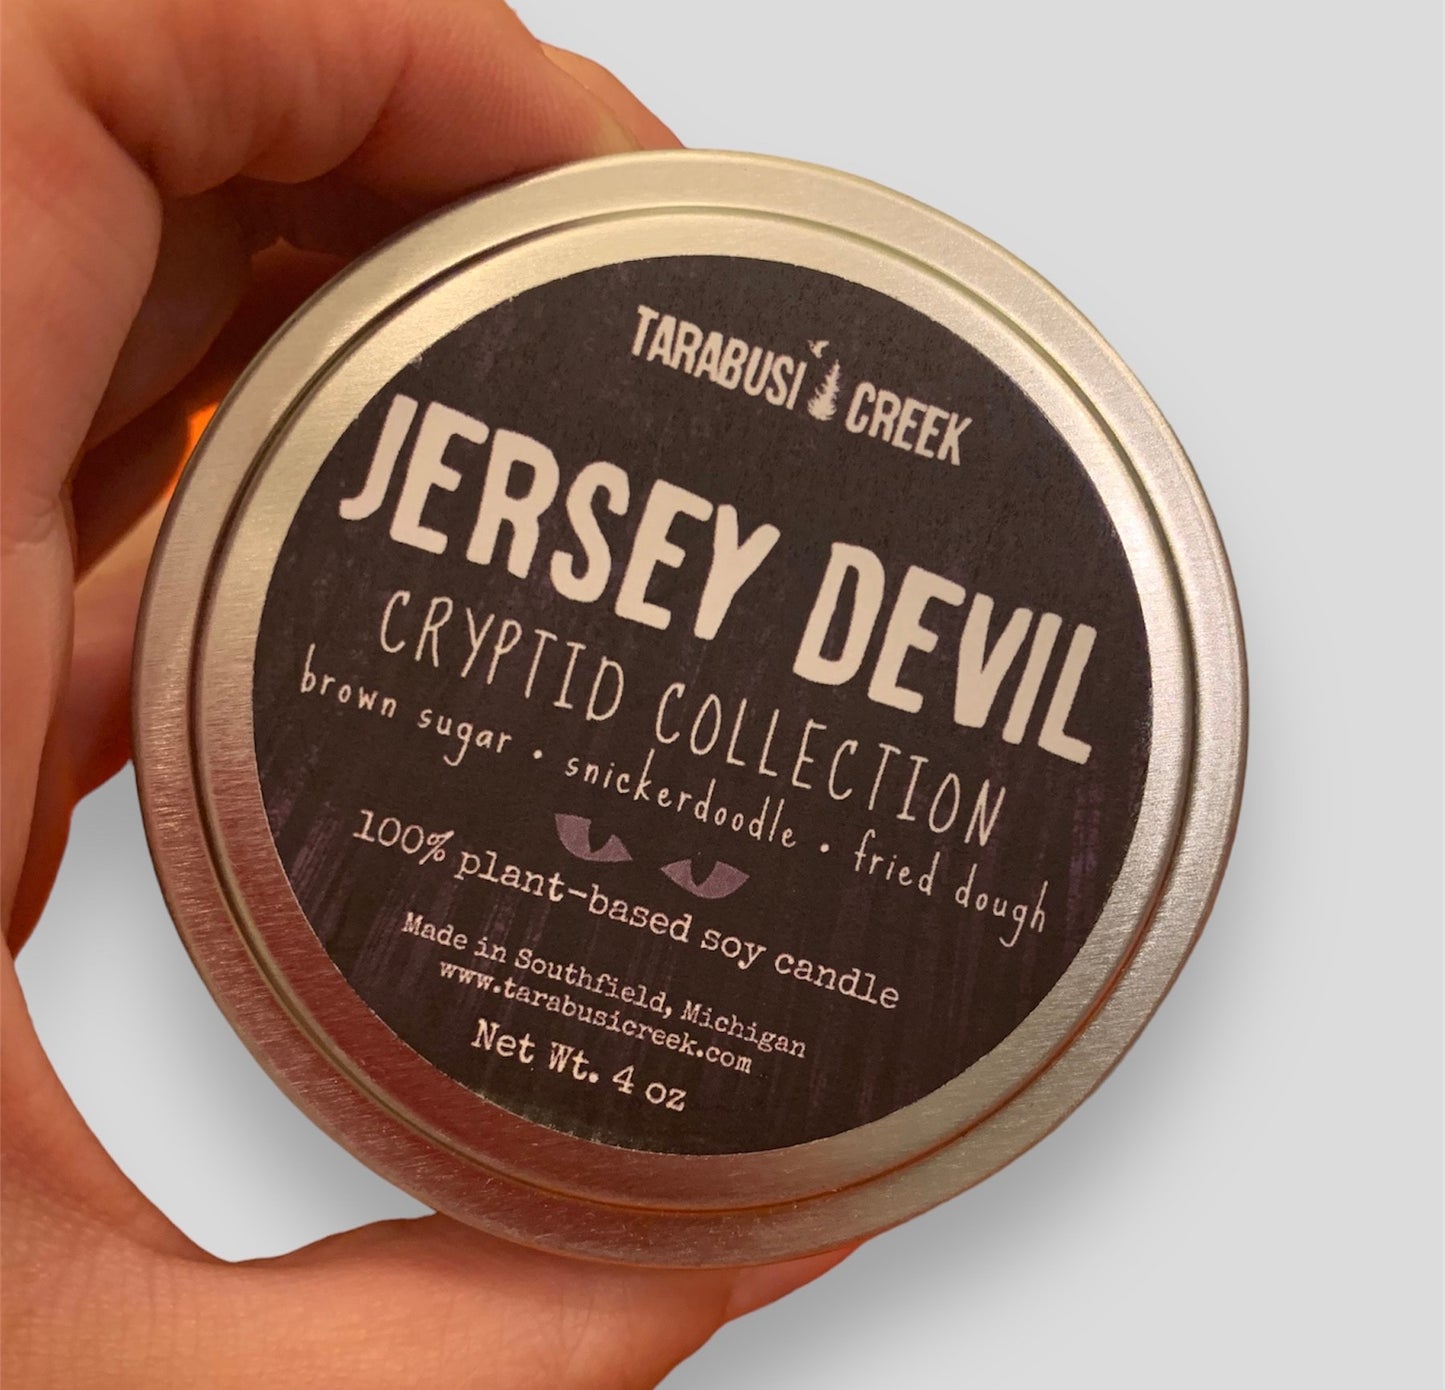 TARABUSI CREEK
JERSEY DEVIL
CRYPTID COLLECTION
brown sugar • snickerdoodle • fried dough
100% plant-based soy candle
Made in Southfield, Michigan
www.tarabusicreek.com
Net Wt. 4 oz